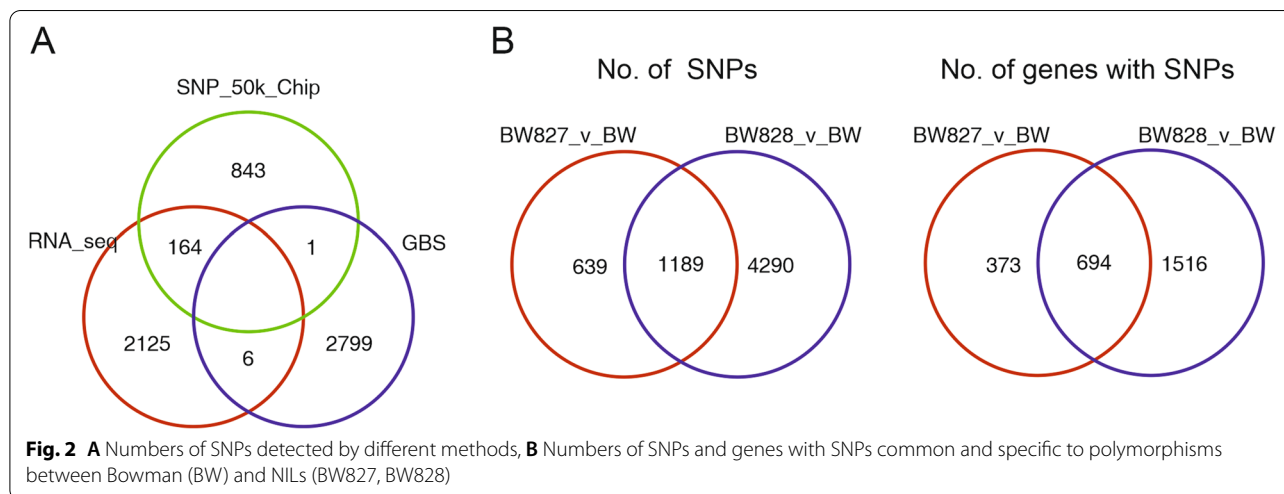 A
SNP_50k_Chip
843
RNA_seq
164
1
GBS
2125
6
2799
B
No. of SNPs
BW827_v_BW
BW828_v_BW
639
1189
4290
No. of genes with SNPs
BW827_v_BW
BW828_v_BW
373
694
1516
Fig. 2 A Numbers of SNPs detected by different methods, B Numbers of SNPs and genes with SNPs common and specific to polymorphisms
between Bowman (BW) and NILs (BW827, BW828)